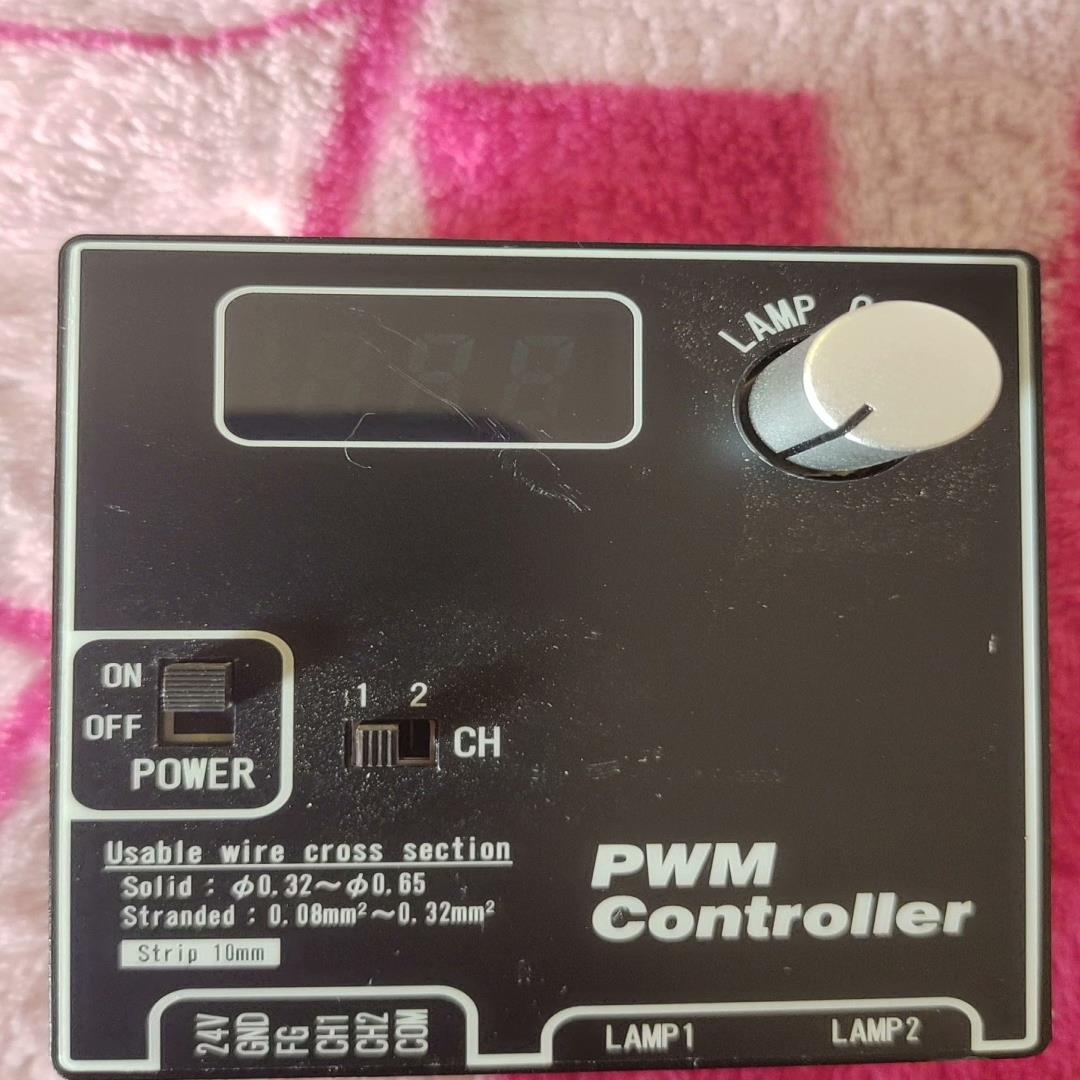 LAMP
ON
OFF
POWER
1 2
CH
Usable wire cross section
Solid : φ0.32～φ0.65
Stranded : 0.08mm²～0.32mm²
Strip 10mm
PWM
Controller
24V
GND
FG
CH1
CH2
COM
LAMP1
LAMP2